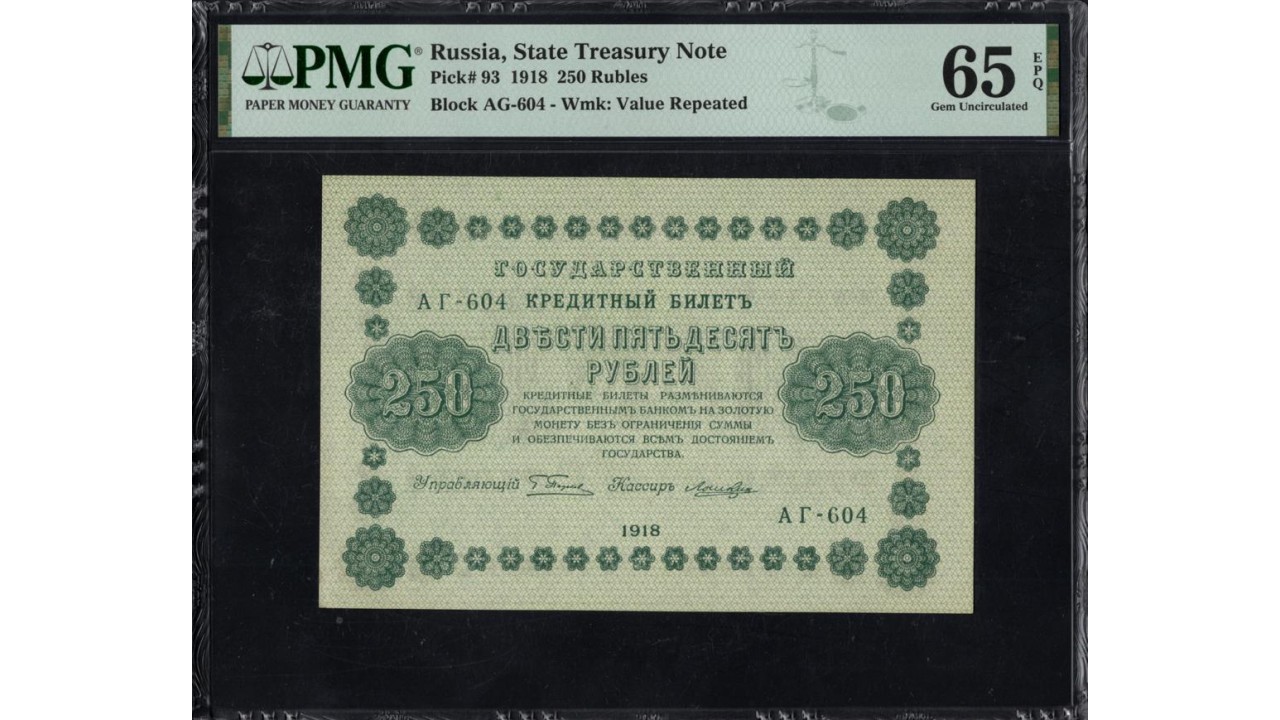 PMG®
PAPER MONEY GUARANTY
Russia, State Treasury Note
Pick# 93 1918 250 Rubles
Block AG-604 - Wmk: Value Repeated
65 EPQ
Gem Uncirculated
ГОСУДАРСТВЕННЫЙ
АГ-604 КРЕДИТНЫЙ БИЛЕТЪ
ДВѢСТИ ПЯТЬДЕСЯТЪ
РУБЛЕЙ
250
250
КРЕДИТНЫЕ БИЛЕТЫ РАЗМѢНИВАЮТСЯ
ГОСУДАРСТВЕННЫМЪ БАНКОМЪ НА ЗОЛОТУЮ
МОНЕТУ БЕЗЪ ОГРАНИЧЕНІЯ СУММЫ
И ОБЕЗПЕЧИВАЮТСЯ ВСѢМЪ ДОСТОЯНІЕМЪ
ГОСУДАРСТВА.
Управляющій Кассиръ
АГ-604
1918